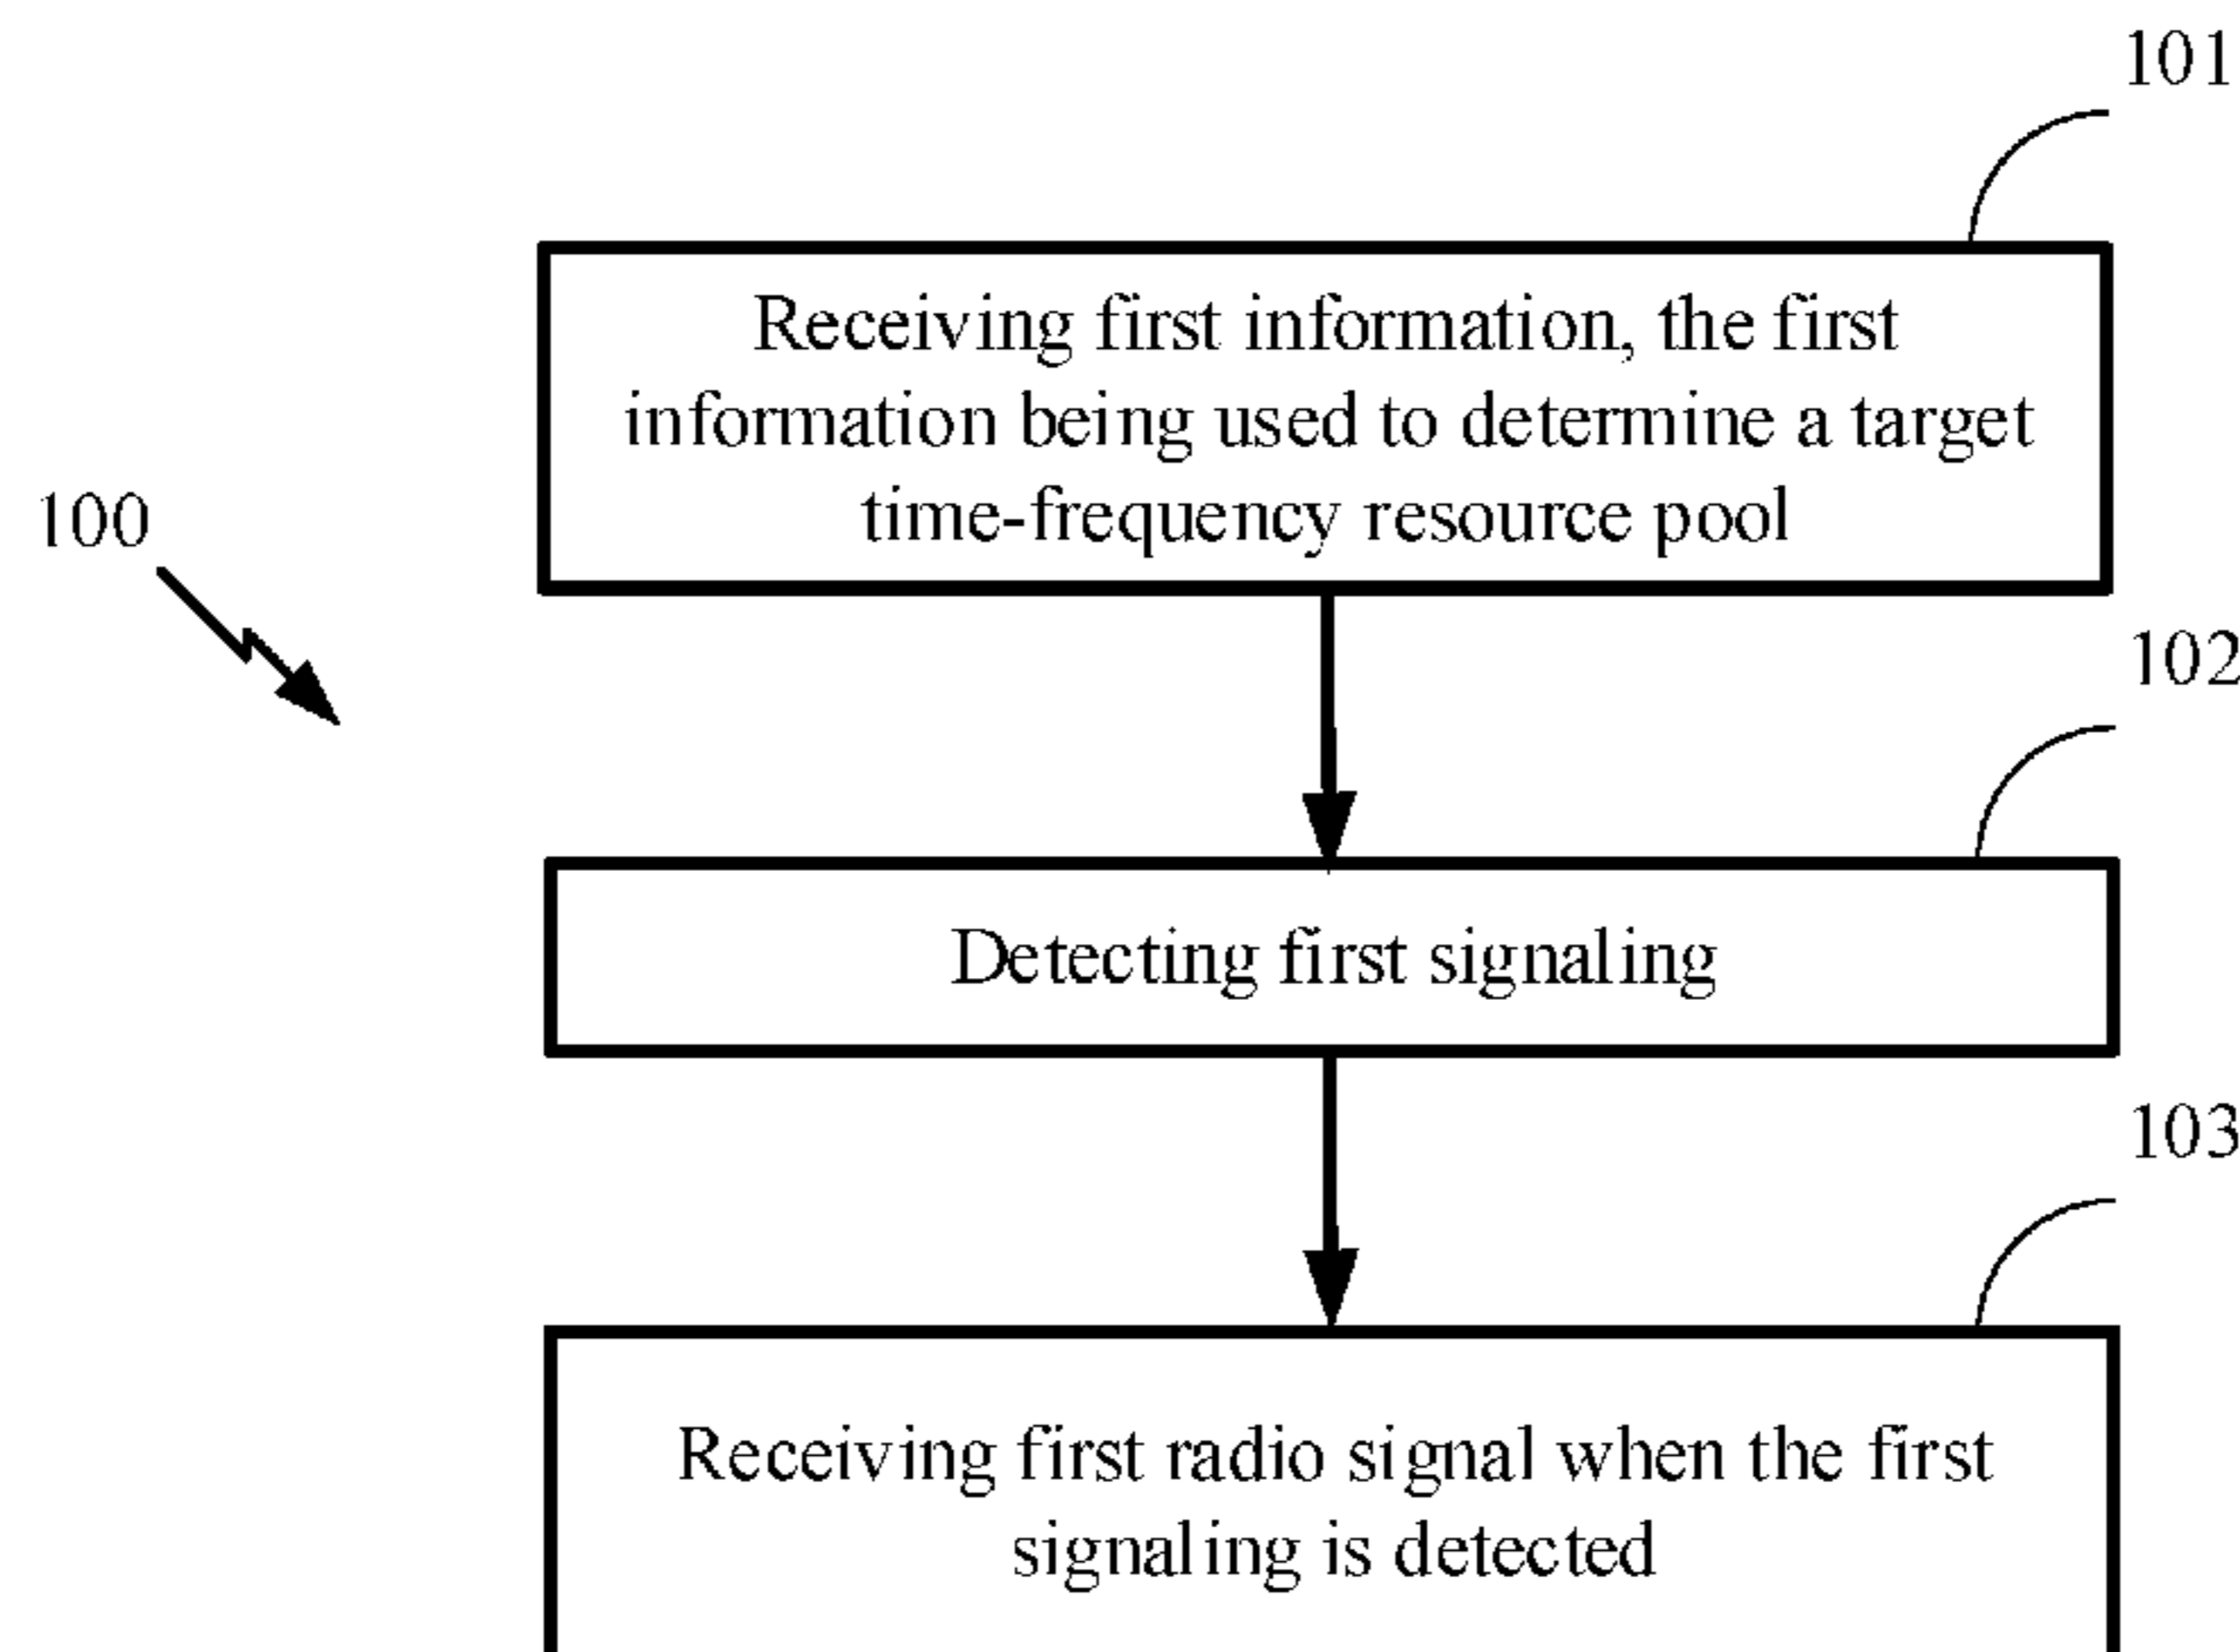 101
Receiving first information, the first
information being used to determine a target
time-frequency resource pool
100
102
Detecting first signaling
103
Receiving first radio signal when the first
signaling is detected